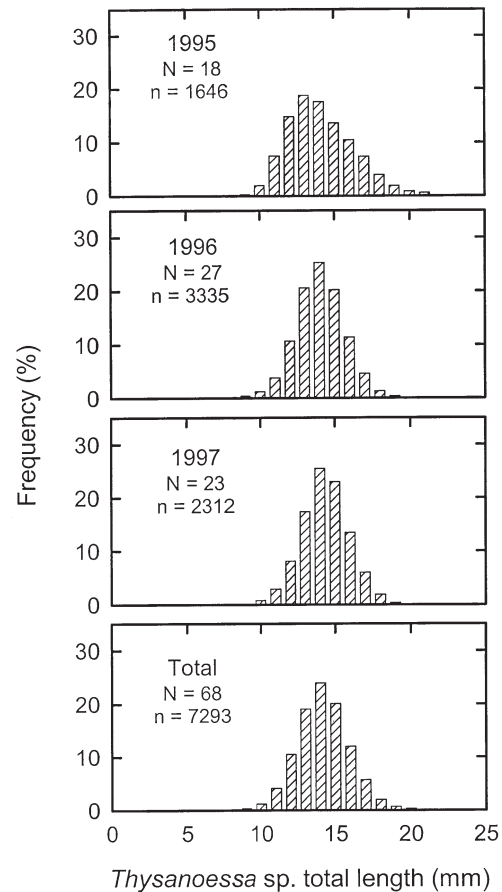 30
20
10
0
1995
N = 18
n = 1646
30
20
10
0
1996
N = 27
n = 3335
30
20
10
0
1997
N = 23
n = 2312
30
20
10
0
Total
N = 68
n = 7293
0 5 10 15 20 25
Frequency (%)
Thysanoessa sp. total length (mm)